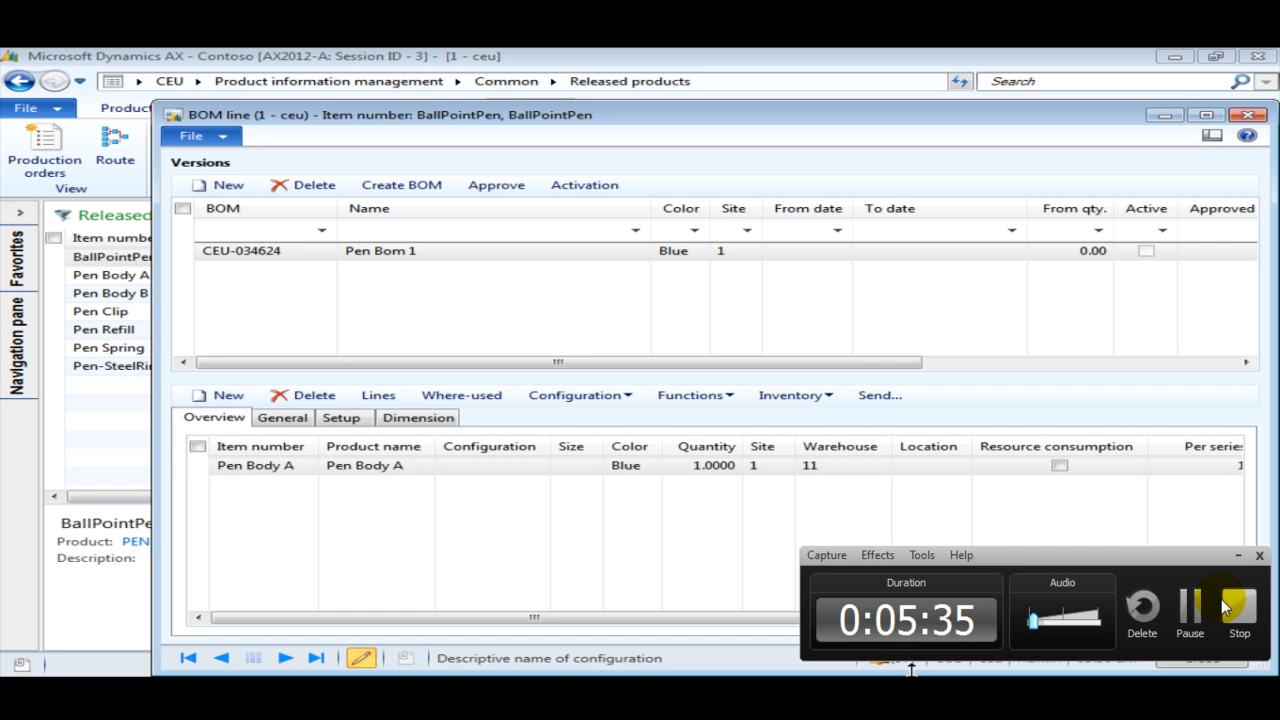 Microsoft Dynamics AX - Contoso [AX2012-A: Session ID - 3] - [1 - ceu]
CEU Product information management Common Released products Search
File Product
BOM line (1 - ceu) - Item number: BallPointPen, BallPointPen
File
Production orders
Route
View
Versions
New Delete Create BOM Approve Activation
BOM Name Color Site From date To date From qty. Active Approved
CEU-034624 Pen Bom 1 Blue 1 0.00
Released
Item numbe
BallPointPen
Pen Body A
Pen Body B
Pen Clip
Pen Refill
Pen Spring
Pen-SteelRi
Favorites
Navigation pane
New Delete Lines Where-used Configuration Functions Inventory Send...
Overview General Setup Dimension
Item number Product name Configuration Size Color Quantity Site Warehouse Location Resource consumption Per series
Pen Body A Pen Body A Blue 1.0000 1 11 1
BallPointPe
Product: PEN
Description:
Capture Effects Tools Help
Duration Audio
0:05:35
Delete Pause Stop
Descriptive name of configuration